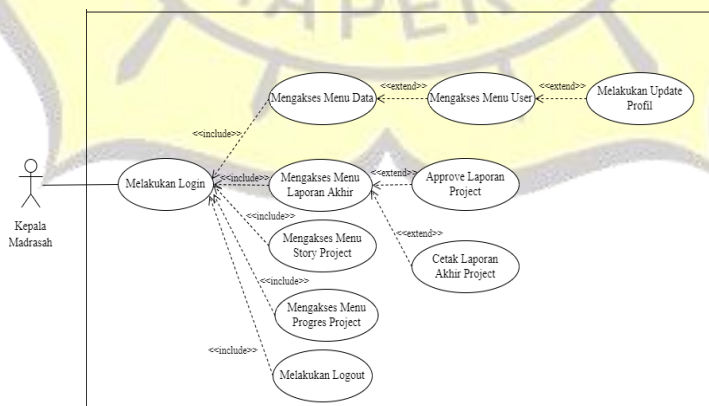 APER
<<extend>>
<<extend>>
Mengakses Menu Data
Mengakses Menu User
Melakukan Update
Profil
<<include>>
Melakukan Login
<<include>>
Mengakses Menu
Laporan Akhir
<<extend>>
Approve Laporan
Project
Kepala
Madrasah
<<include>>
Mengakses Menu
Story Project
<<extend>>
Cetak Laporan
Akhir Project
<<include>>
Mengakses Menu
Progres Project
<<include>>
Melakukan Logout